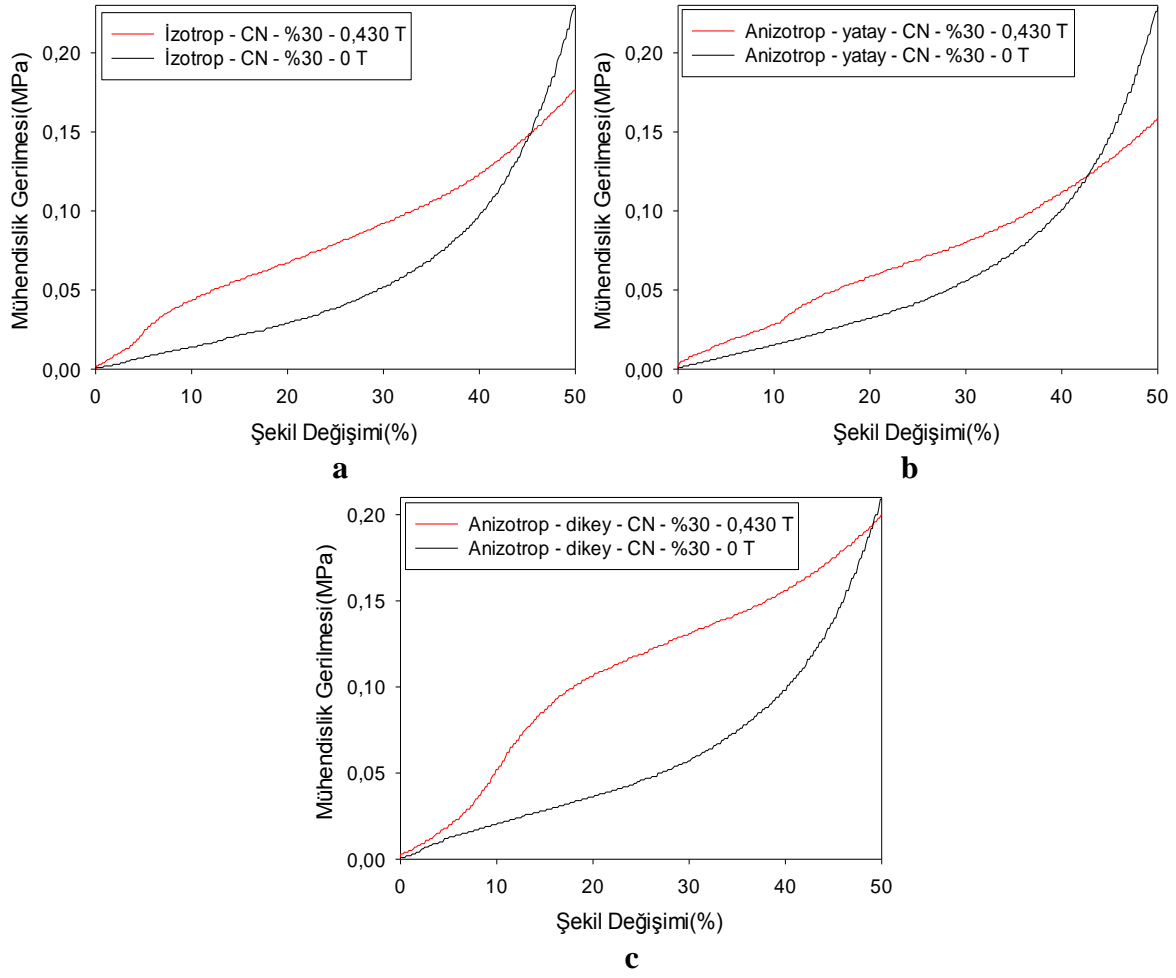 İzotrop - CN - %30 - 0,430 T
İzotrop - CN - %30 - 0 T
Mühendislik Gerilmesi(MPa)
0,20
0,15
0,10
0,05
0,00
0 10 20 30 40 50
Şekil Değişimi(%)
a
Anizotrop - yatay - CN - %30 - 0,430 T
Anizotrop - yatay - CN - %30 - 0 T
Mühendislik Gerilmesi(MPa)
0,20
0,15
0,10
0,05
0,00
0 10 20 30 40 50
Şekil Değişimi(%)
b
Anizotrop - dikey - CN - %30 - 0,430 T
Anizotrop - dikey - CN - %30 - 0 T
Mühendislik Gerilmesi(MPa)
0,20
0,15
0,10
0,05
0,00
0 10 20 30 40 50
Şekil Değişimi(%)
c